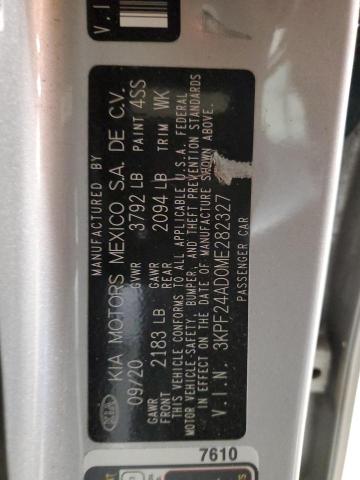 V.I
MANUFACTURED BY
KIA KIA MOTORS MEXICO S.A. DE C.V.
09/20 GVWR 3792 LB PAINT 4SS
GAWR FRONT 2183 LB GAWR REAR 2094 LB TRIM WK
THIS VEHICLE CONFORMS TO ALL APPLICABLE U.S.A. FEDERAL
MOTOR VEHICLE-SAFETY, BUMPER, AND THEFT PREVENTION STANDARDS
IN EFFECT ON THE DATE OF MANUFACTURE SHOWN ABOVE.
V.I.N. 3KPF24AD0ME282327
PASSENGER CAR
7610